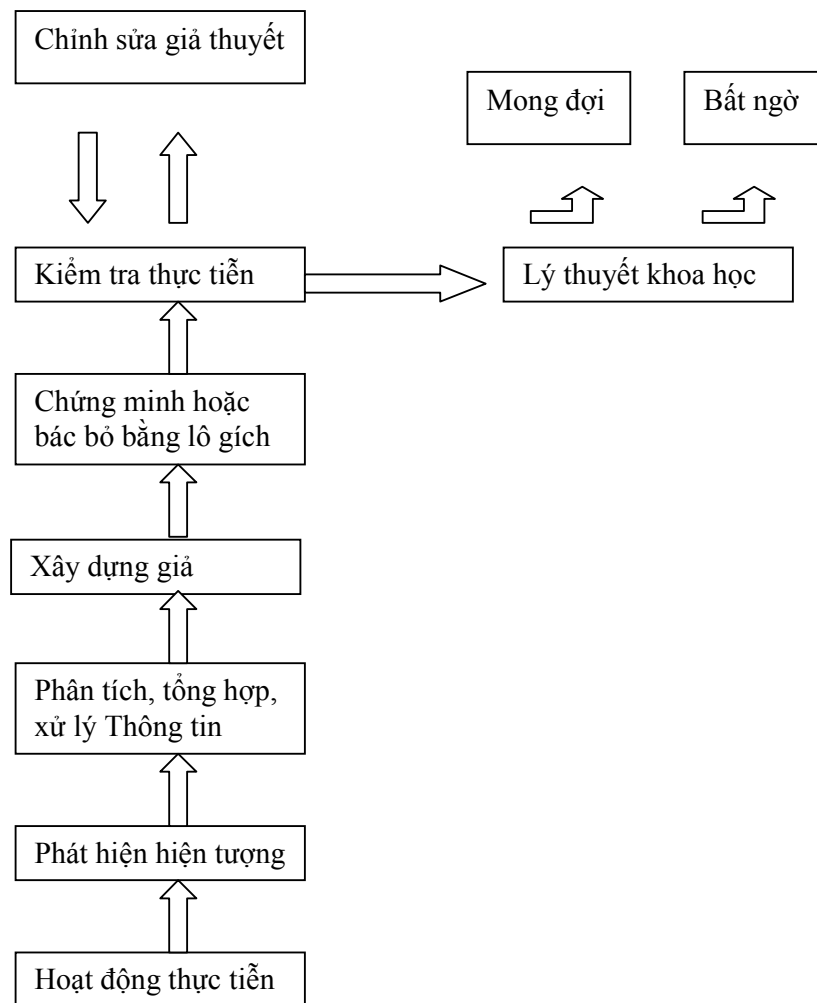 Chỉnh sửa giả thuyết
Mong đợi
Bất ngờ
Kiểm tra thực tiễn
Lý thuyết khoa học
Chứng minh hoặc
bác bỏ bằng lô gích
Xây dựng giả
Phân tích, tổng hợp,
xử lý Thông tin
Phát hiện hiện tượng
Hoạt động thực tiễn